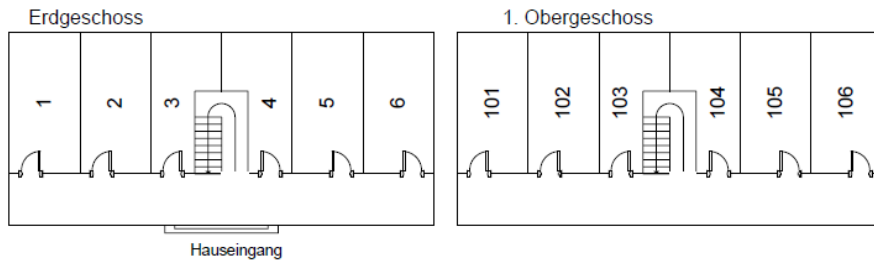 Erdgeschoss
1. Obergeschoss
1 2 3 4 5 6
101 102 103 104 105 106
Hauseingang